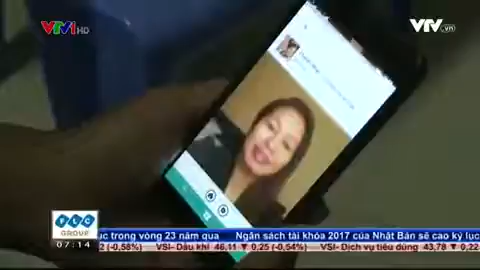 VTV1 HD
VTV.vn
FLC
GROUP
ục trong vòng 23 năm qua Ngân sách tài khóa 2017 của Nhật Bản sẽ cao kỷ lục
07:14
2 (-0,58%) VSI- Dầu khí 46,11 ▼ 0,25 (-0,54%) VSI- Dịch vụ tiêu dùng 43,78 ▼ 0,22